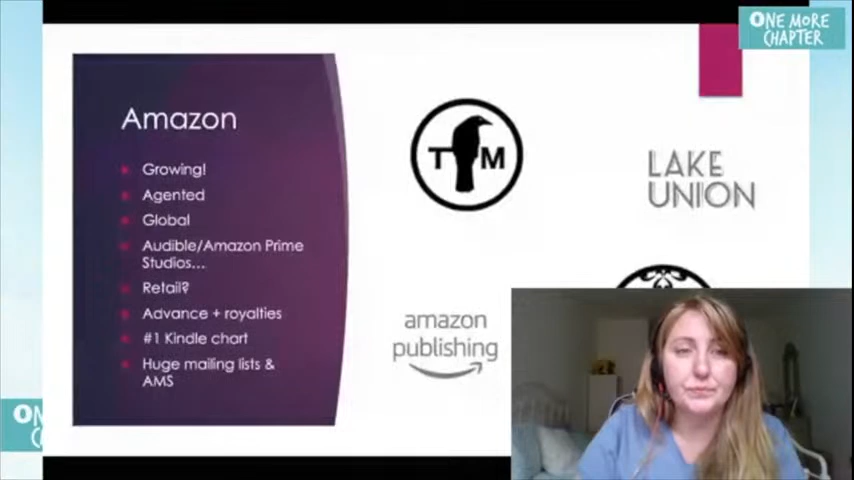 ONE MORE
CHAPTER
Amazon
Growing!
Agented
Global
Audible/Amazon Prime
Studios...
Retail?
Advance + royalties
#1 Kindle chart
Huge mailing lists &
AMS
T M
LAKE
UNION
amazon
publishing
ON
C